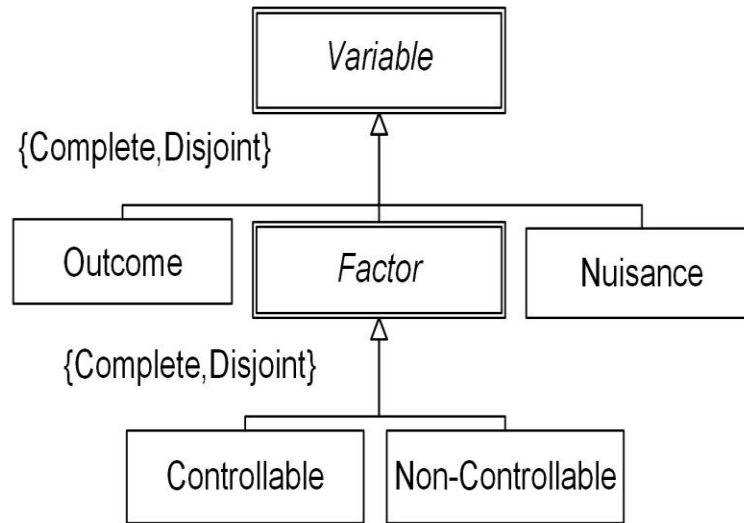 Variable
{Complete,Disjoint}
Outcome
Factor
Nuisance
{Complete,Disjoint}
Controllable
Non-Controllable